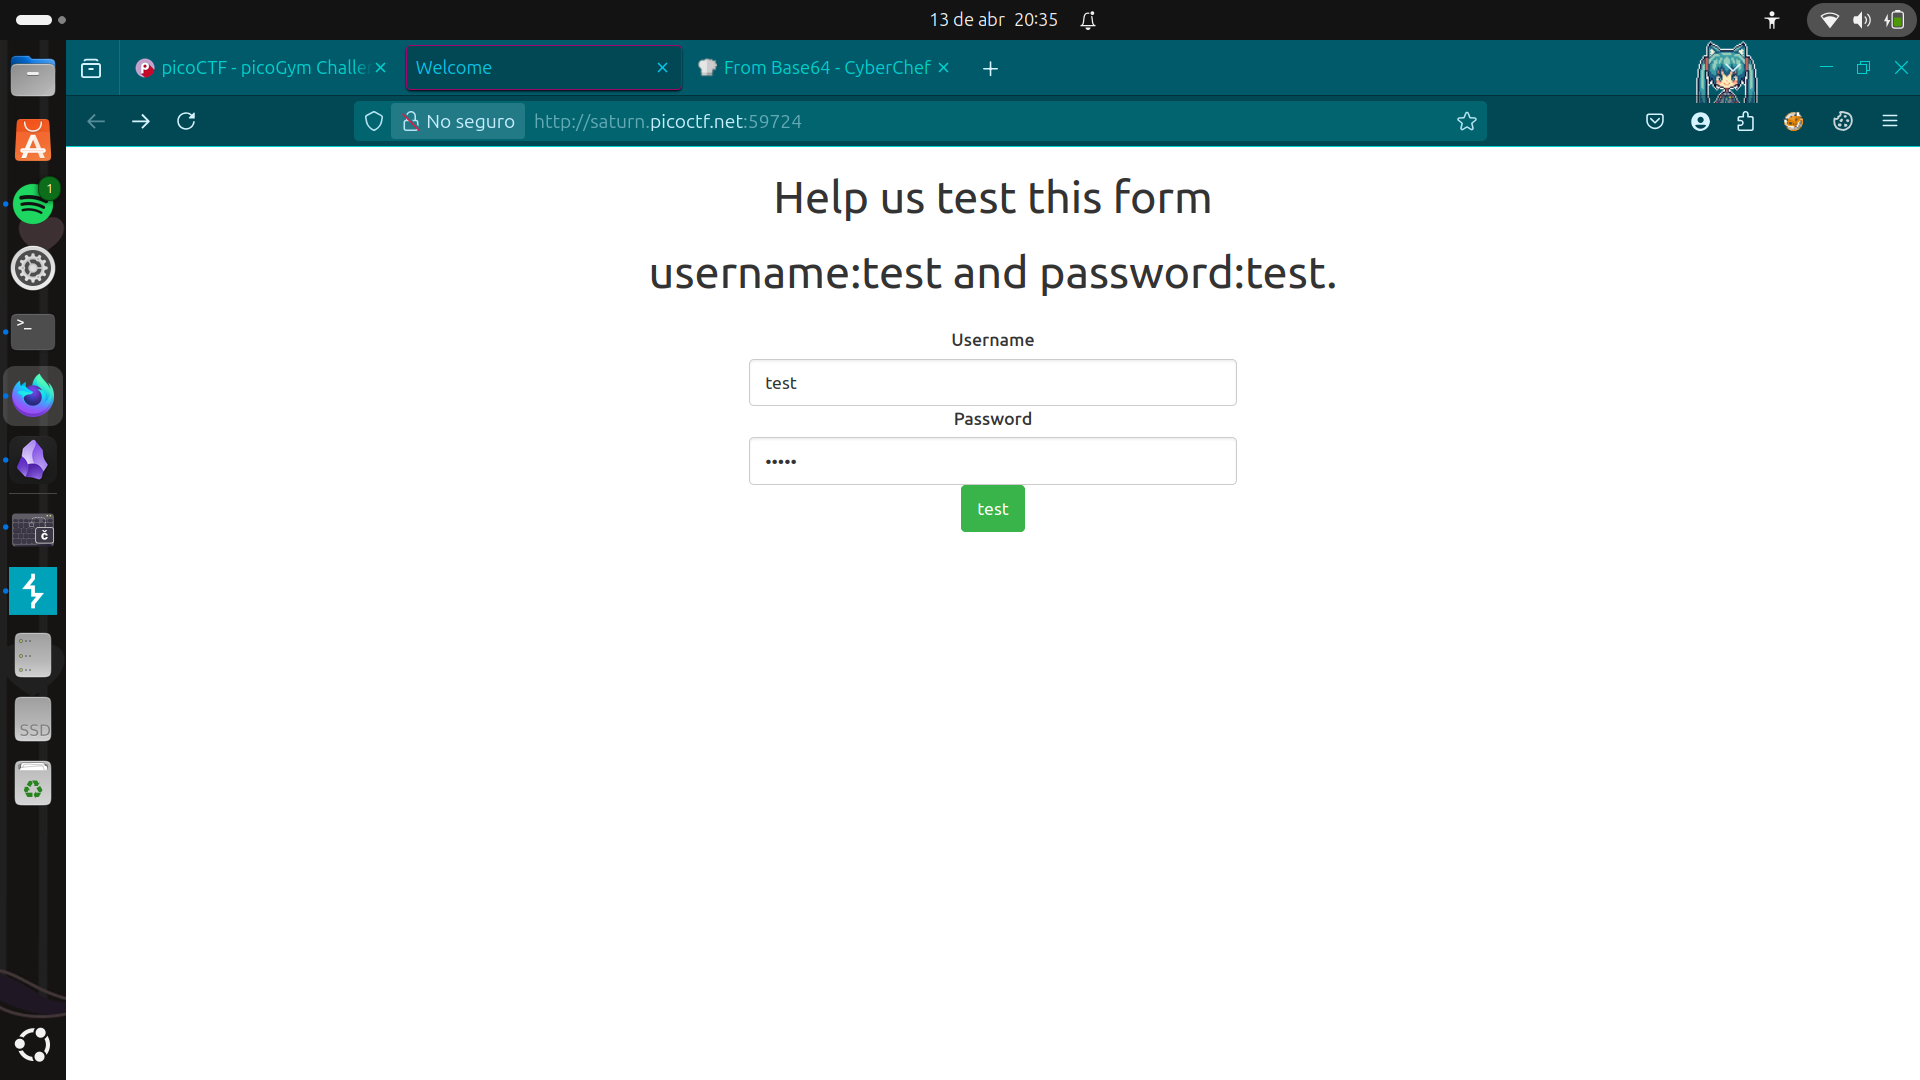 13 de abr 20:35
picoCTF - picoGym Challe
Welcome
From Base64 - CyberChef
1
No seguro
http://saturn.picoctf.net:59724
Help us test this form
username:test and password:test.
Username
test
Password
•••••
test
>_
č
SSD